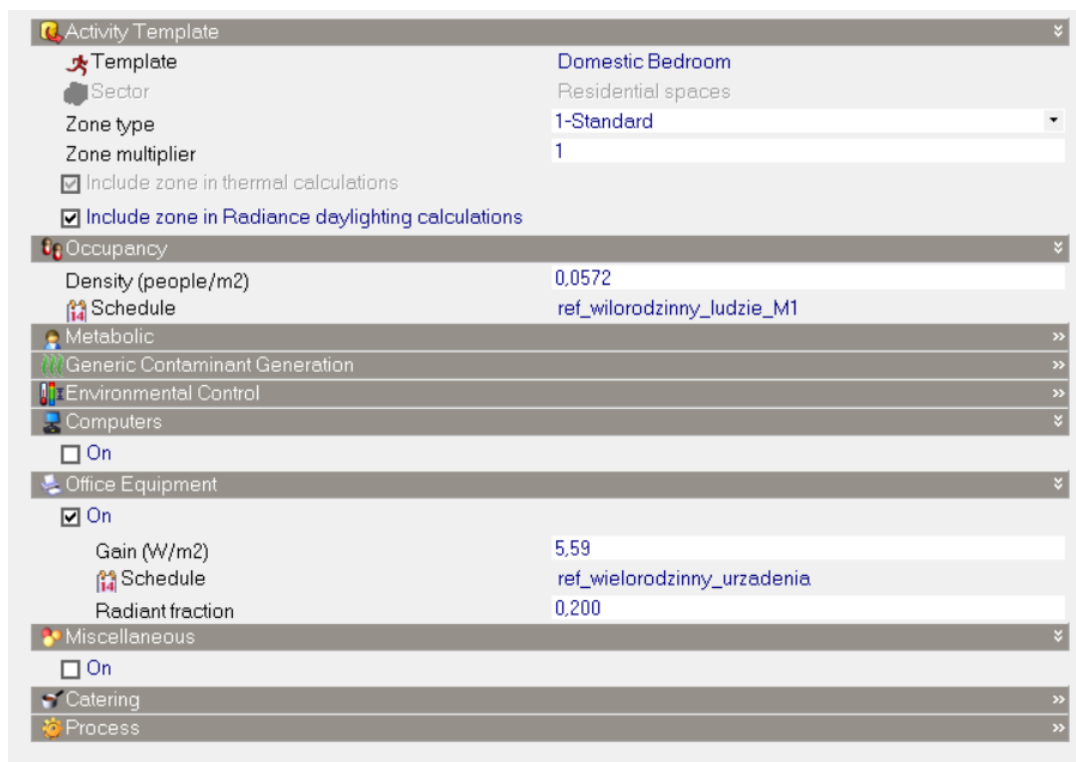 Activity Template
Template Domestic Bedroom
Sector Residential spaces
Zone type 1-Standard
Zone multiplier 1
Include zone in thermal calculations
Include zone in Radiance daylighting calculations
Occupancy
Density (people/m2) 0,0572
Schedule ref_wilorodzinny_ludzie_M1
Metabolic
Generic Contaminant Generation
Environmental Control
Computers
On
Office Equipment
On
Gain (W/m2) 5,59
Schedule ref_wielorodzinny_urzadenia
Radiant fraction 0,200
Miscellaneous
On
Catering
Process